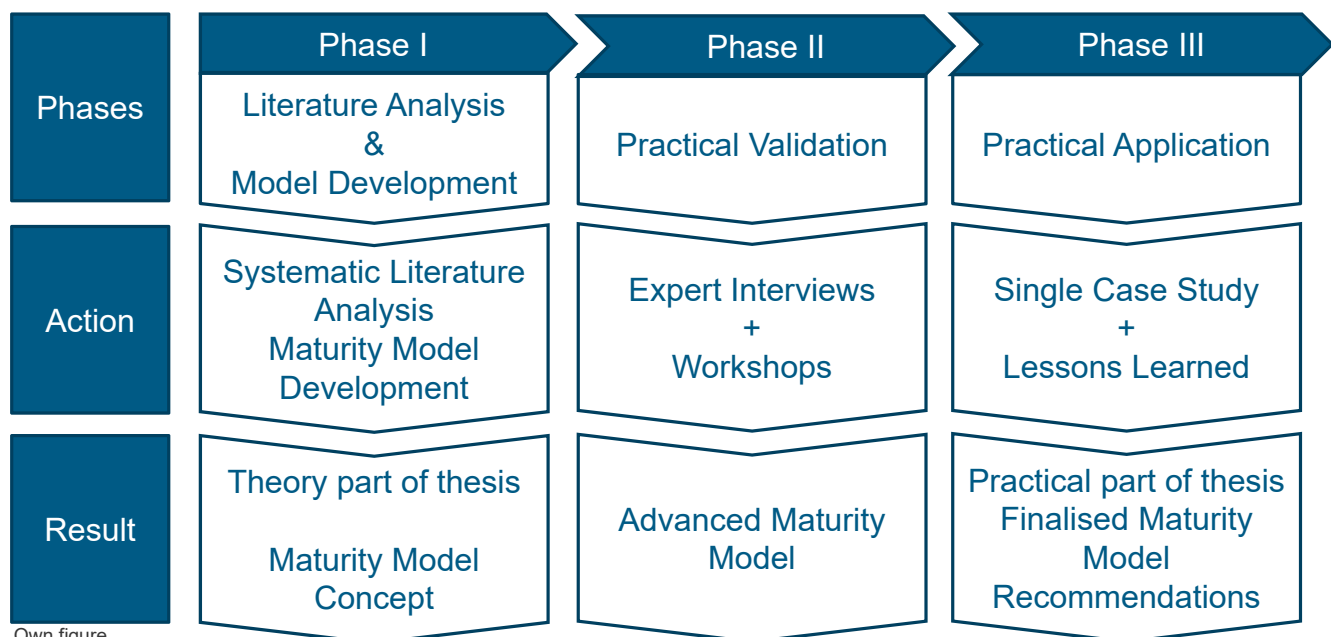 Phases
Phase I
Phase II
Phase III
Literature Analysis
&
Model Development
Practical Validation
Practical Application
Action
Systematic Literature
Analysis
Maturity Model
Development
Expert Interviews
+
Workshops
Single Case Study
+
Lessons Learned
Result
Theory part of thesis
Maturity Model
Concept
Advanced Maturity
Model
Practical part of thesis
Finalised Maturity
Model
Recommendations
Own figure